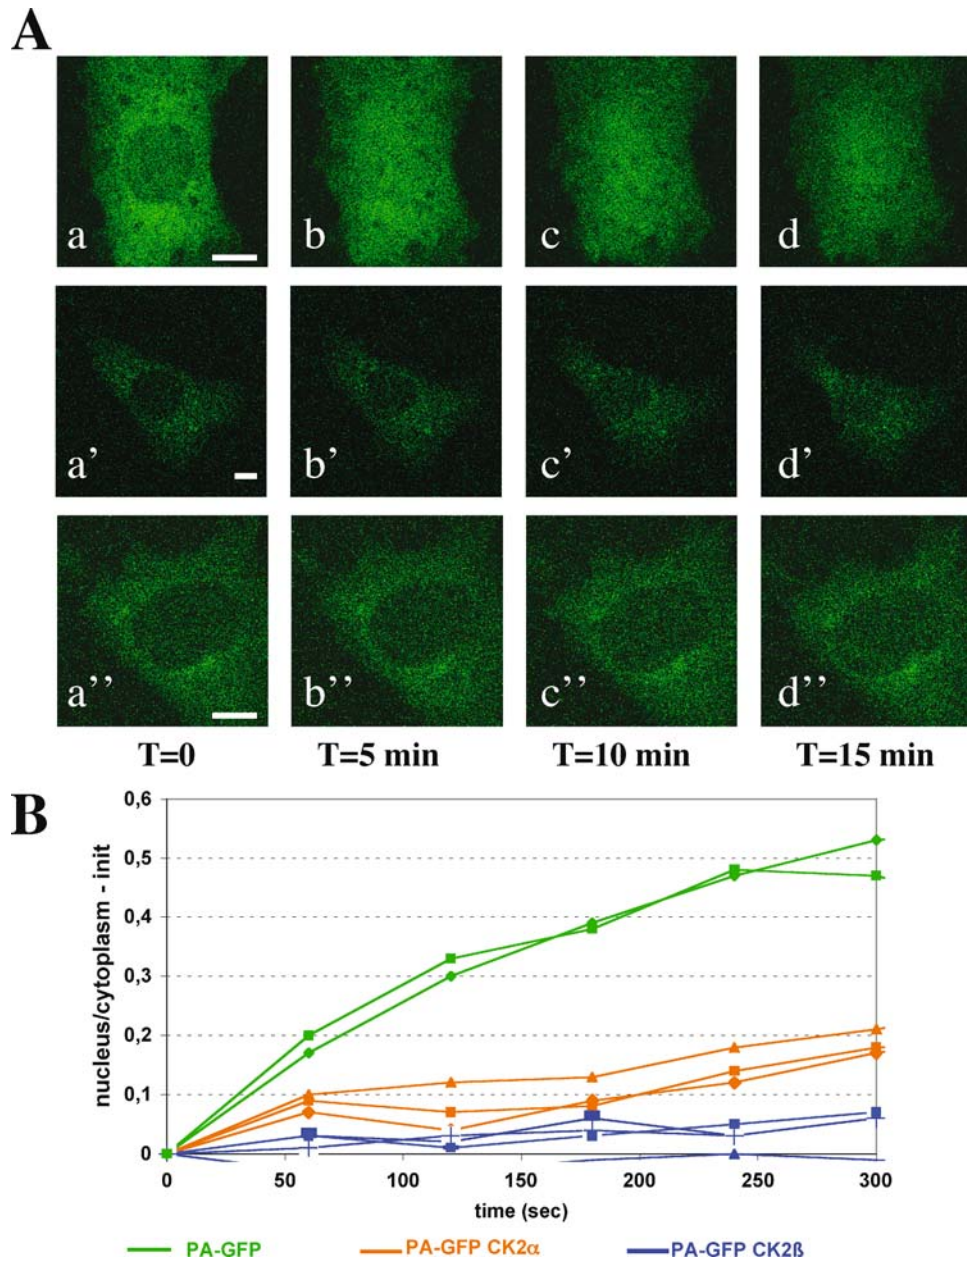 A
a b c d
a' b' c' d'
a'' b'' c'' d''
T=0 T=5 min T=10 min T=15 min
B
nucleus/cytoplasm - init
0,6
0,5
0,4
0,3
0,2
0,1
0
0 50 100 150 200 250 300
time (sec)
PA-GFP PA-GFP CK2α PA-GFP CK2ß